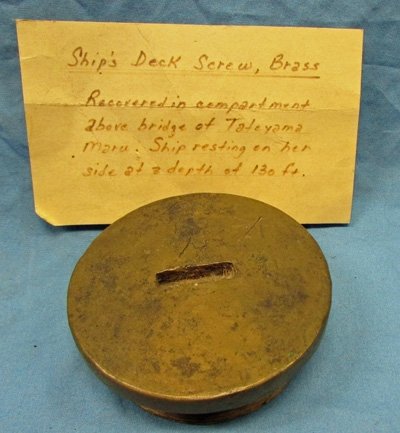 Ship's Deck Screw, Brass
Recovered in compartment
above bridge of Tateyama
Maru. Ship resting on her
side at a depth of 130 ft.